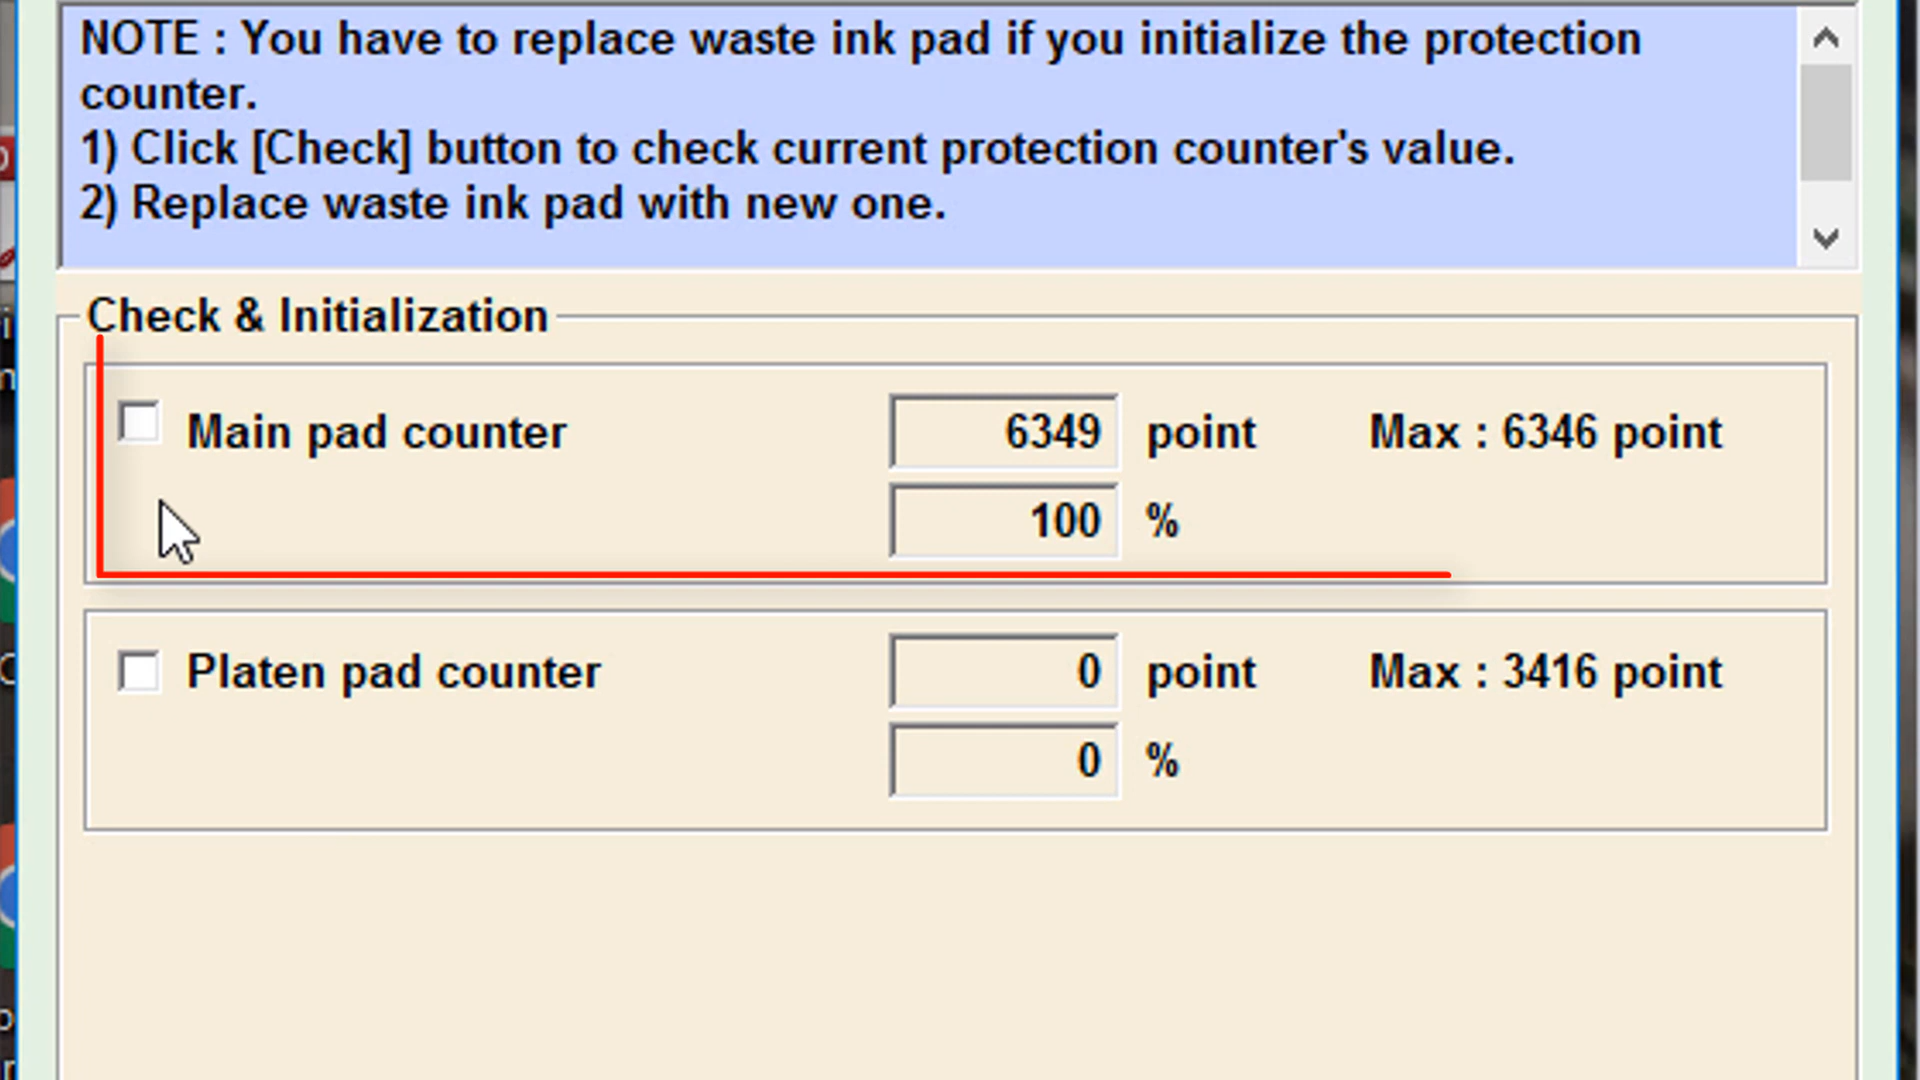 NOTE : You have to replace waste ink pad if you initialize the protection
counter.
1) Click [Check] button to check current protection counter's value.
2) Replace waste ink pad with new one.
Check & Initialization
Main pad counter 6349 point Max : 6346 point
100 %
Platen pad counter 0 point Max : 3416 point
0 %